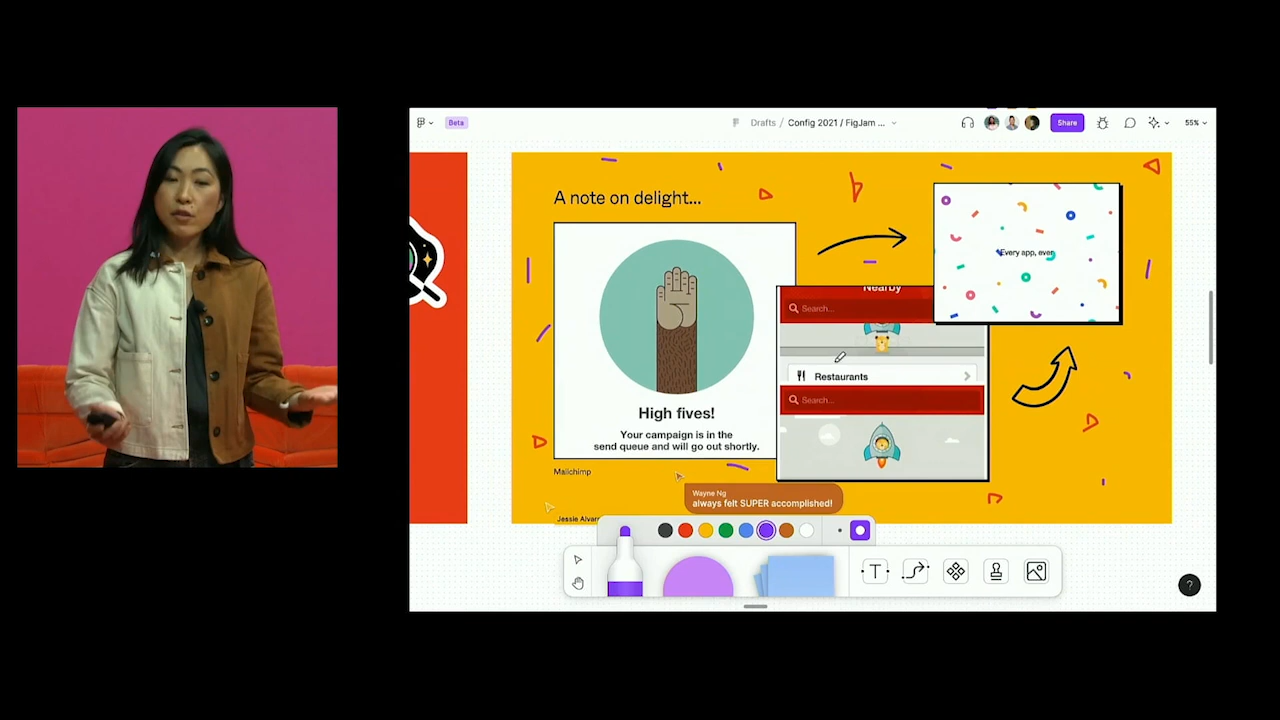 Beta
Drafts / Config 2021 / FigJam ...
Share
55%
A note on delight...
Every app, ever
Nearby
Search...
Restaurants
Search...
High fives!
Your campaign is in the
send queue and will go out shortly.
Mailchimp
Wayne Ng
always felt SUPER accomplished!
Jessie Alvar
T
?